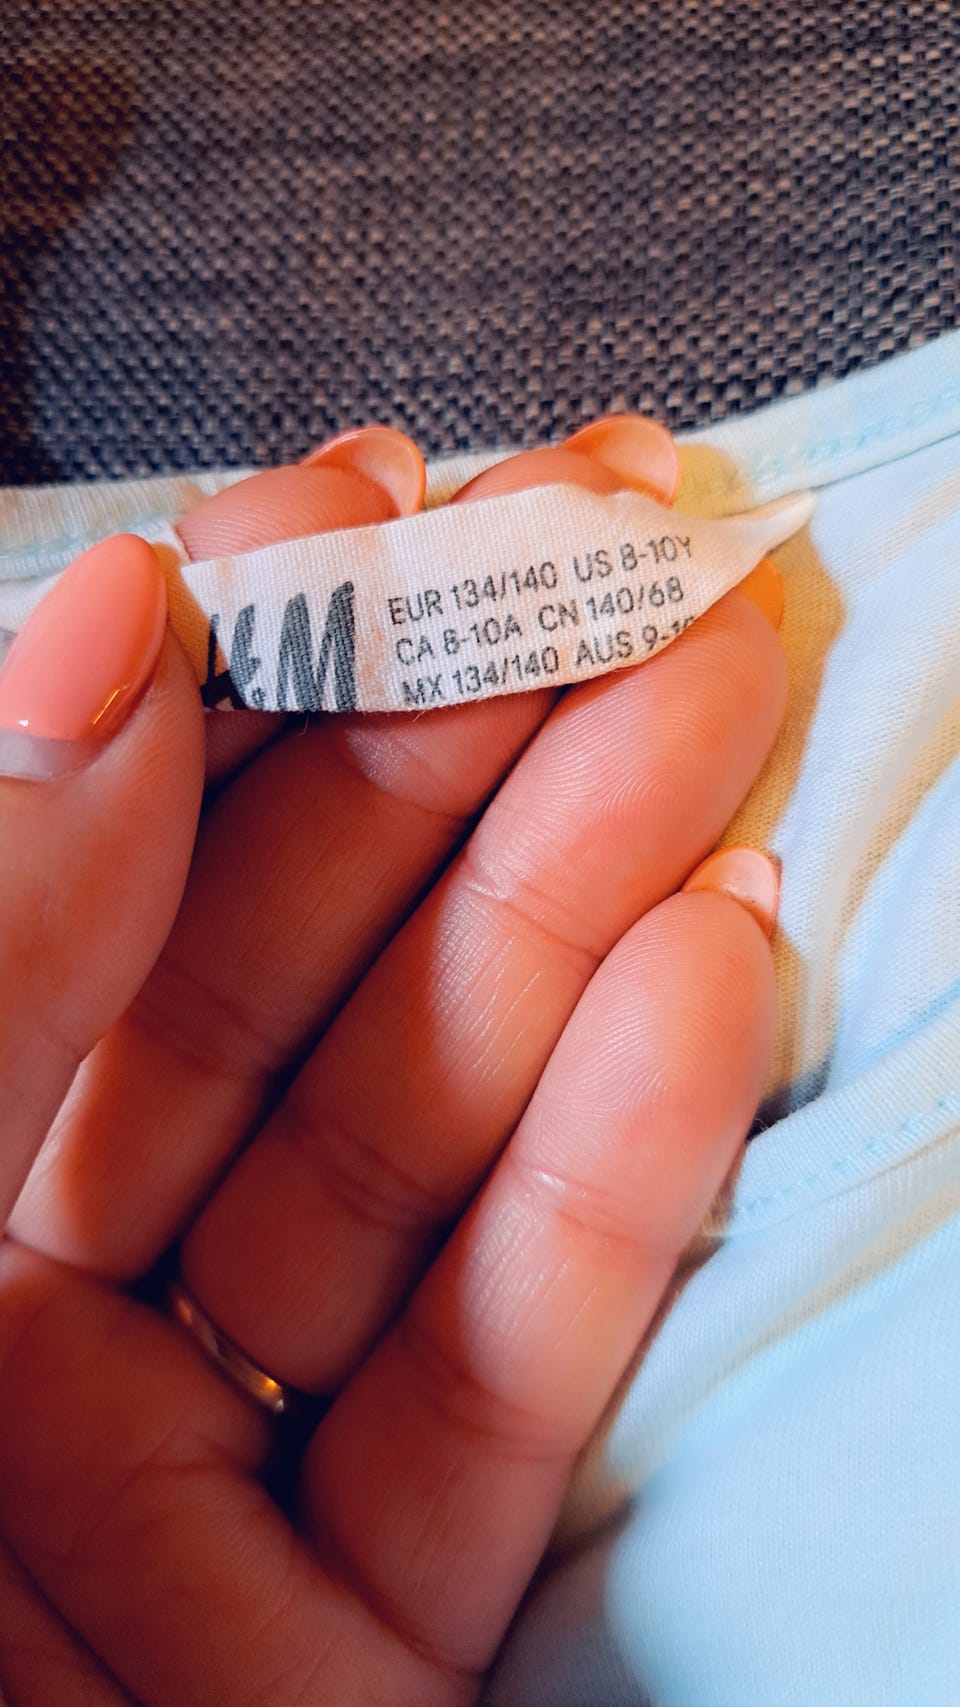 &M
EUR 134/140 US 8-10Y
CA 8-10A CN 140/68
MX 134/140 AUS